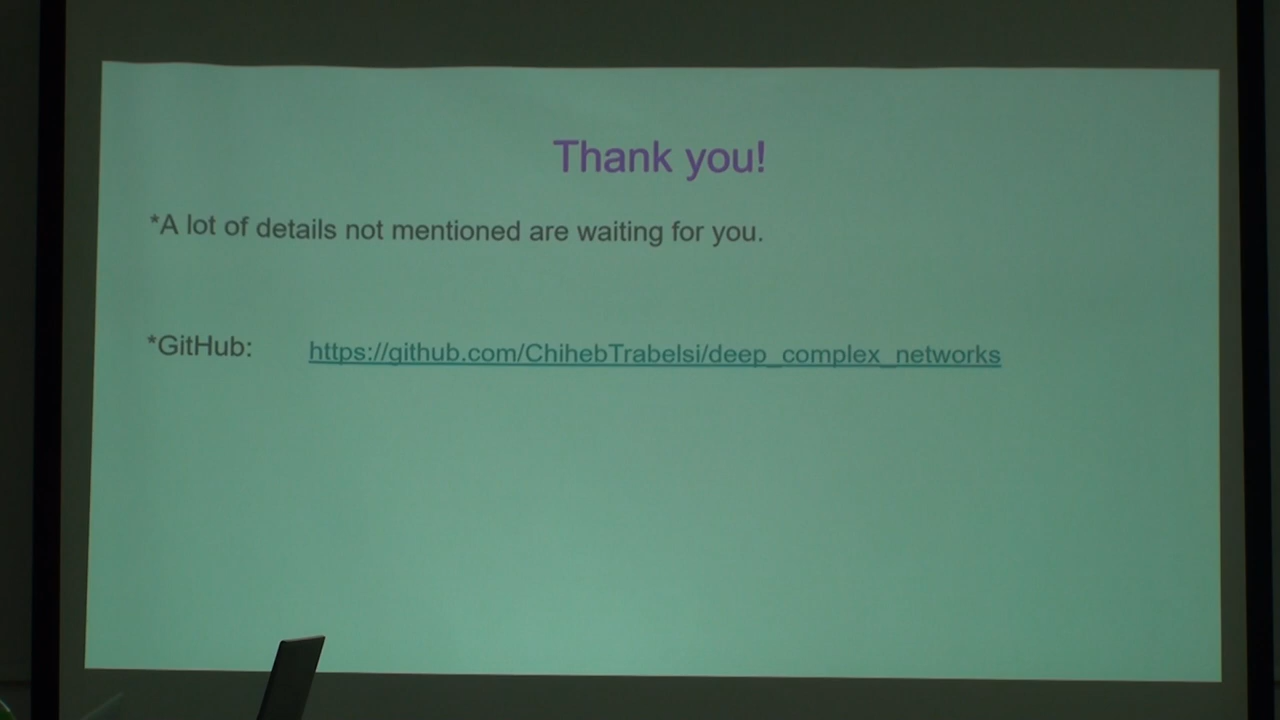 Thank you!
*A lot of details not mentioned are waiting for you.
*GitHub: https://github.com/ChihebTrabelsi/deep_complex_networks